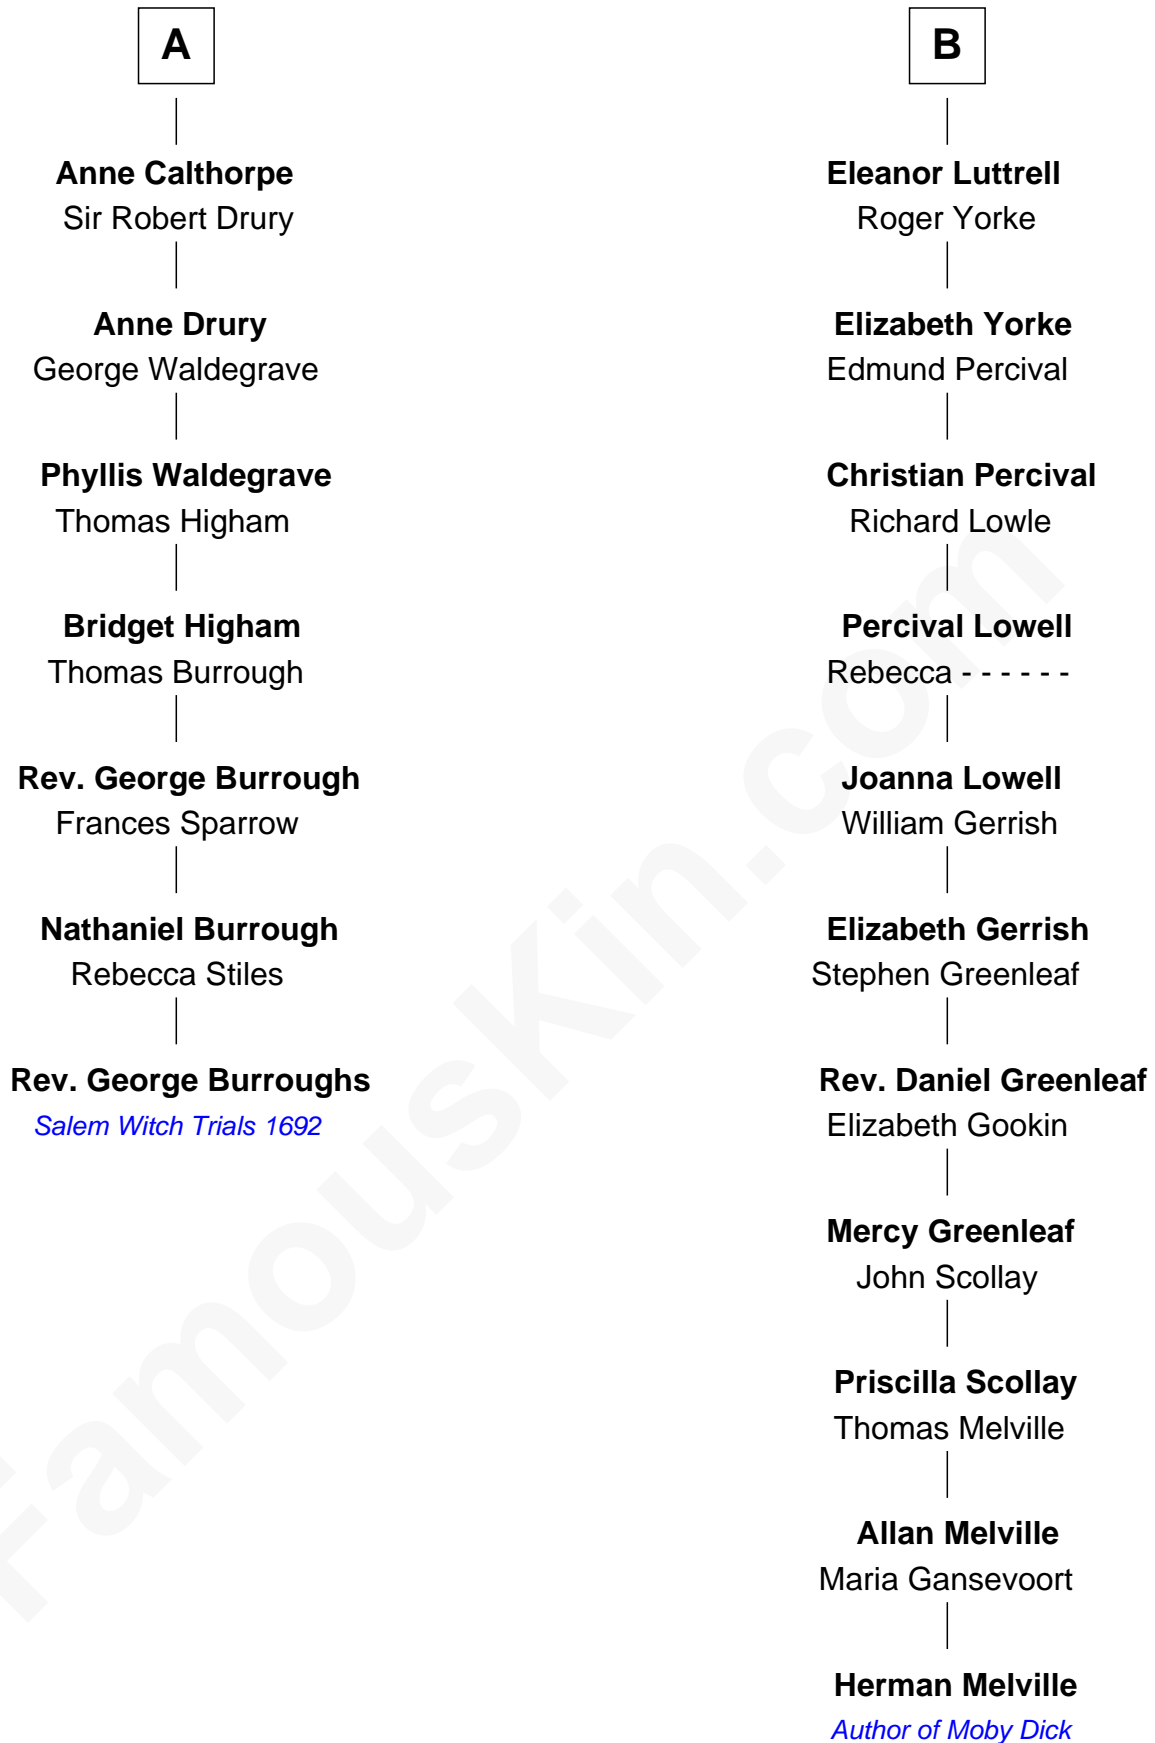 A
Anne Calthorpe
Sir Robert Drury
Anne Drury
George Waldegrave
Phyllis Waldegrave
Thomas Higham
Bridget Higham
Thomas Burrough
Rev. George Burrough
Frances Sparrow
Nathaniel Burrough
Rebecca Stiles
Rev. George Burroughs
Salem Witch Trials 1692
B
Eleanor Luttrell
Roger Yorke
Elizabeth Yorke
Edmund Percival
Christian Percival
Richard Lowle
Percival Lowell
Rebecca - - - - - -
Joanna Lowell
William Gerrish
Elizabeth Gerrish
Stephen Greenleaf
Rev. Daniel Greenleaf
Elizabeth Gookin
Mercy Greenleaf
John Scollay
Priscilla Scollay
Thomas Melville
Allan Melville
Maria Gansevoort
Herman Melville
Author of Moby Dick
FamousKin.com